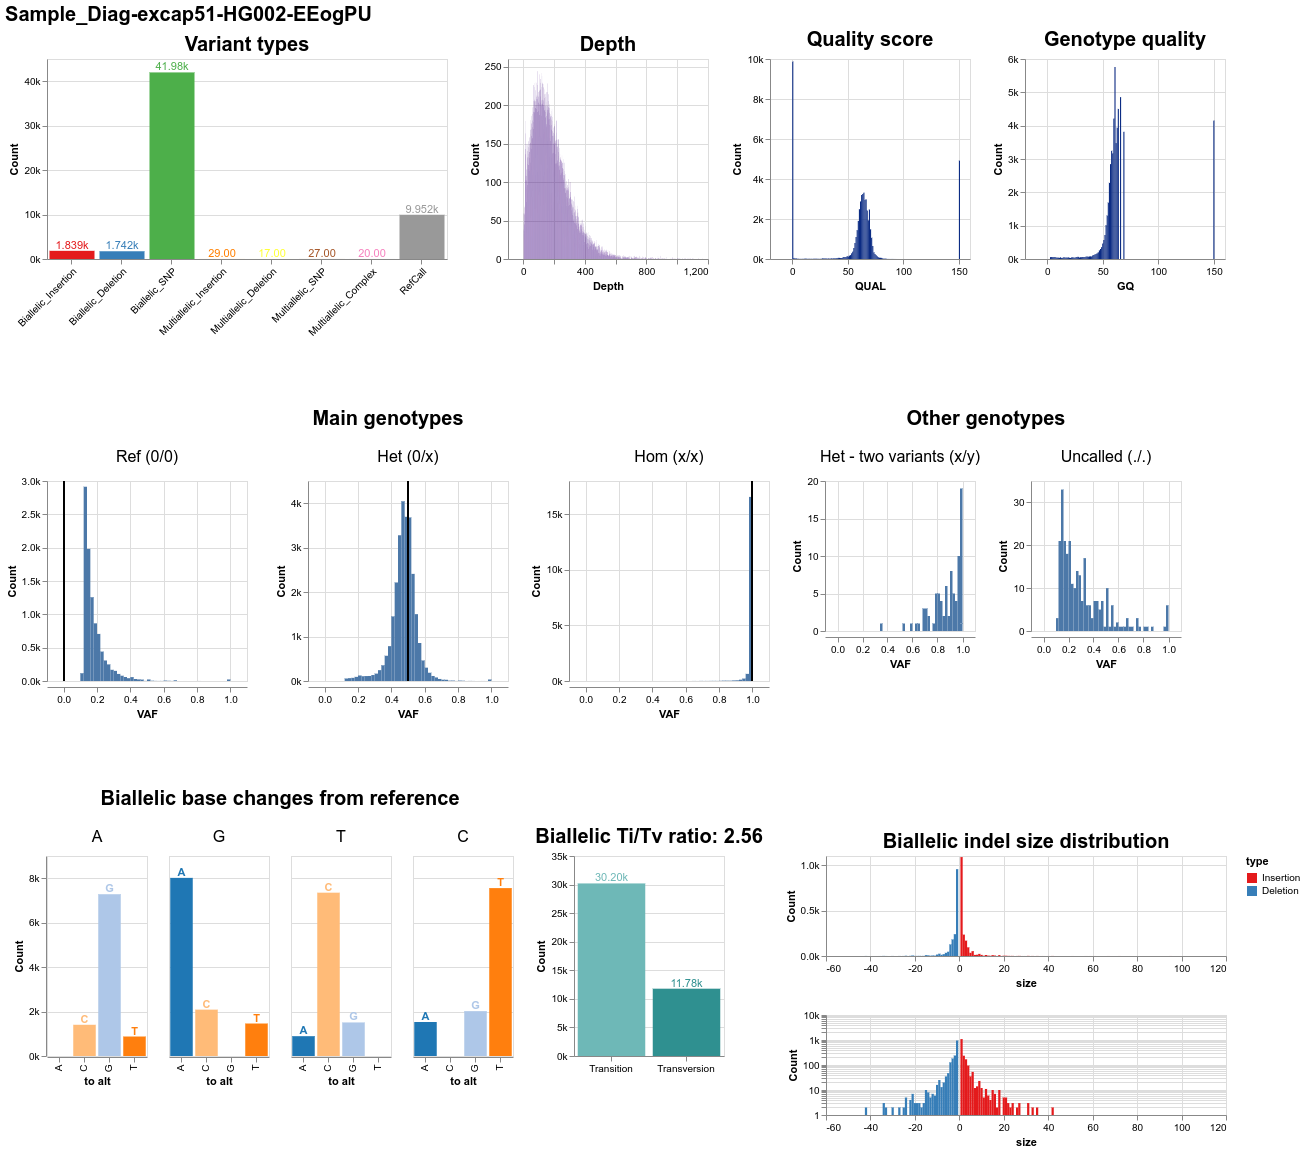 Sample_Diag-excap51-HG002-EEogPU
Variant types
Count
40k
30k
20k
10k
0k
1.839k
1.742k
41.98k
29.00
17.00
27.00
20.00
9.952k
Biallelic_Insertion
Biallelic_Deletion
Biallelic_SNP
Multiallelic_Insertion
Multiallelic_Deletion
Multiallelic_SNP
Multiallelic_Complex
RefCall
Depth
Count
250
200
150
100
50
0
0 400 800 1,200
Depth
Quality score
Count
10k
8k
6k
4k
2k
0k
0 50 100 150
QUAL
Genotype quality
Count
6k
5k
4k
3k
2k
1k
0k
0 50 100 150
GQ
Main genotypes
Ref (0/0)
Count
3.0k
2.5k
2.0k
1.5k
1.0k
0.5k
0.0k
0.0 0.2 0.4 0.6 0.8 1.0
VAF
Het (0/x)
Count
4k
3k
2k
1k
0k
0.0 0.2 0.4 0.6 0.8 1.0
VAF
Hom (x/x)
Count
15k
10k
5k
0k
0.0 0.2 0.4 0.6 0.8 1.0
VAF
Other genotypes
Het - two variants (x/y)
Count
20
15
10
5
0
0.0 0.2 0.4 0.6 0.8 1.0
VAF
Uncalled (./.)
Count
30
20
10
0
0.0 0.2 0.4 0.6 0.8 1.0
VAF
Biallelic base changes from reference
A
Count
8k
6k
4k
2k
0k
C
G
T
A C G T
to alt
G
A
C
T
A C G T
to alt
T
A
C
G
A C G T
to alt
C
A
G
T
A C G T
to alt
Biallelic Ti/Tv ratio: 2.56
Count
35k
30k
25k
20k
15k
10k
5k
0k
30.20k
11.78k
Transition Transversion
Biallelic indel size distribution
Count
1.0k
0.5k
0.0k
-60 -40 -20 0 20 40 60 80 100 120
size
type
Insertion
Deletion
Count
10k
1k
100
10
1
-60 -40 -20 0 20 40 60 80 100 120
size